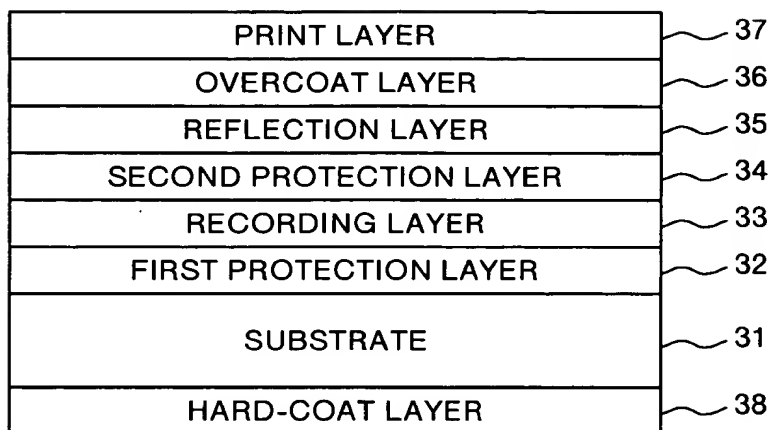 PRINT LAYER 37
OVERCOAT LAYER 36
REFLECTION LAYER 35
SECOND PROTECTION LAYER 34
RECORDING LAYER 33
FIRST PROTECTION LAYER 32
SUBSTRATE 31
HARD-COAT LAYER 38